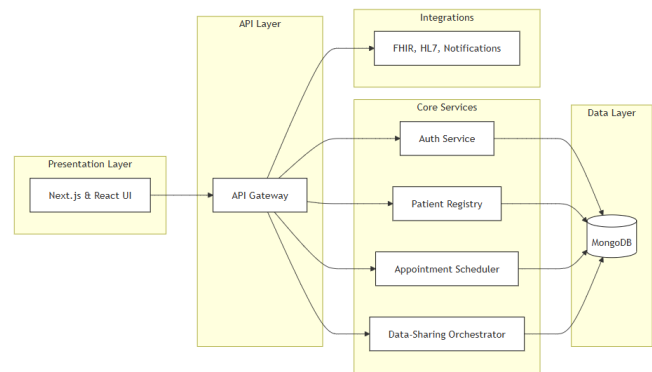 Integrations
API Layer
FHIR, HL7, Notifications
Core Services
Data Layer
Auth Service
Presentation Layer
Next.js & React UI
API Gateway
Patient Registry
MongoDB
Appointment Scheduler
Data-Sharing Orchestrator